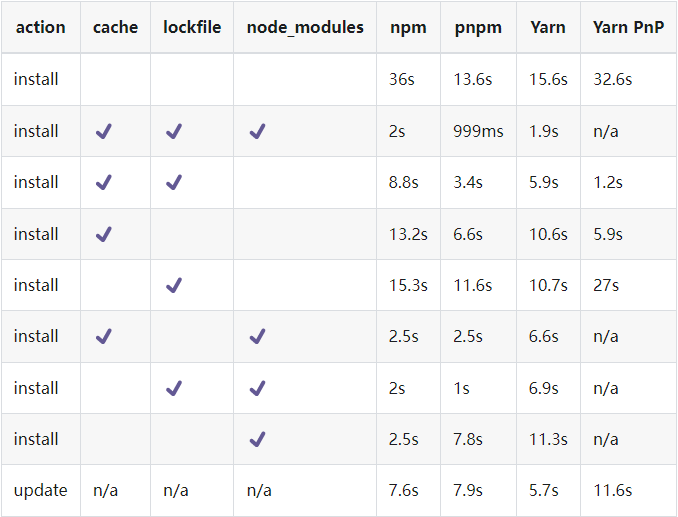 action cache lockfile node_modules npm pnpm Yarn Yarn PnP
install 36s 13.6s 15.6s 32.6s
install ✔ ✔ ✔ 2s 999ms 1.9s n/a
install ✔ ✔ 8.8s 3.4s 5.9s 1.2s
install ✔ 13.2s 6.6s 10.6s 5.9s
install ✔ 15.3s 11.6s 10.7s 27s
install ✔ ✔ 2.5s 2.5s 6.6s n/a
install ✔ ✔ 2s 1s 6.9s n/a
install ✔ 2.5s 7.8s 11.3s n/a
update n/a n/a n/a 7.6s 7.9s 5.7s 11.6s